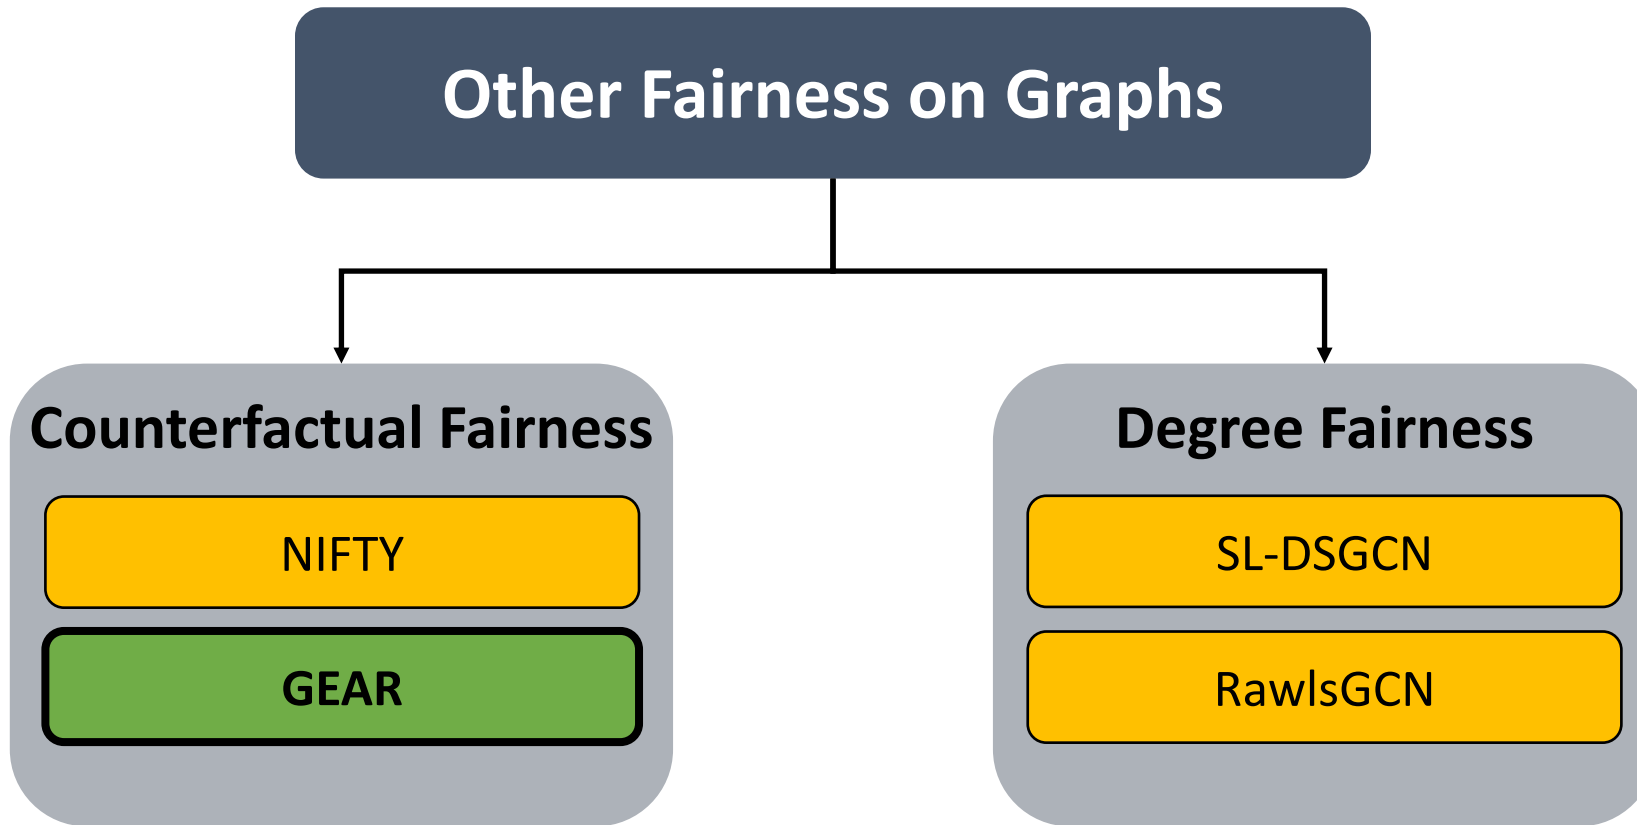 Other Fairness on Graphs
Counterfactual Fairness
NIFTY
GEAR
Degree Fairness
SL-DSGCN
RawlsGCN